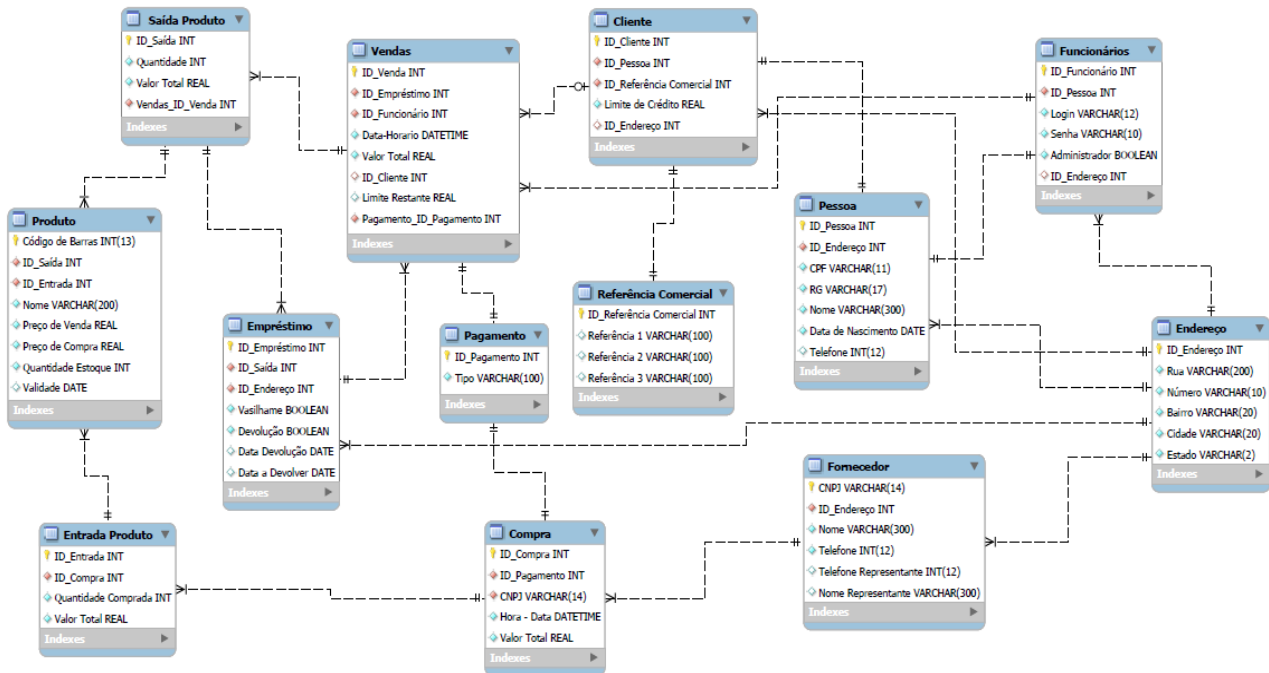 Saída Produto
ID_Saída INT
Quantidade INT
Valor Total REAL
Vendas_ID_Venda INT
Indexes
Vendas
ID_Venda INT
ID_Empréstimo INT
ID_Funcionário INT
Data-Horario DATETIME
Valor Total REAL
ID_Cliente INT
Limite Restante REAL
Pagamento_ID_Pagamento INT
Indexes
Cliente
ID_Cliente INT
ID_Pessoa INT
ID_Referência Comercial INT
Limite de Crédito REAL
ID_Endereço INT
Indexes
Funcionários
ID_Funcionário INT
ID_Pessoa INT
Login VARCHAR(12)
Senha VARCHAR(10)
Administrador BOOLEAN
ID_Endereço INT
Indexes
Produto
Código de Barras INT(13)
ID_Saída INT
ID_Entrada INT
Nome VARCHAR(200)
Preço de Venda REAL
Preço de Compra REAL
Quantidade Estoque INT
Validade DATE
Indexes
Empréstimo
ID_Empréstimo INT
ID_Saída INT
ID_Endereço INT
Vasilhame BOOLEAN
Devolução BOOLEAN
Data Devolução DATE
Data a Devolver DATE
Indexes
Pagamento
ID_Pagamento INT
Tipo VARCHAR(100)
Indexes
Referência Comercial
ID_Referência Comercial INT
Referência 1 VARCHAR(100)
Referência 2 VARCHAR(100)
Referência 3 VARCHAR(100)
Indexes
Pessoa
ID_Pessoa INT
ID_Endereço INT
CPF VARCHAR(11)
RG VARCHAR(17)
Nome VARCHAR(300)
Data de Nascimento DATE
Telefone INT(12)
Indexes
Endereço
ID_Endereço INT
Rua VARCHAR(200)
Número VARCHAR(10)
Bairro VARCHAR(20)
Cidade VARCHAR(20)
Estado VARCHAR(2)
Indexes
Entrada Produto
ID_Entrada INT
ID_Compra INT
Quantidade Comprada INT
Valor Total REAL
Indexes
Compra
ID_Compra INT
ID_Pagamento INT
CNPJ VARCHAR(14)
Hora - Data DATETIME
Valor Total REAL
Indexes
Fornecedor
CNPJ VARCHAR(14)
ID_Endereço INT
Nome VARCHAR(300)
Telefone INT(12)
Telefone Representante INT(12)
Nome Representante VARCHAR(300)
Indexes